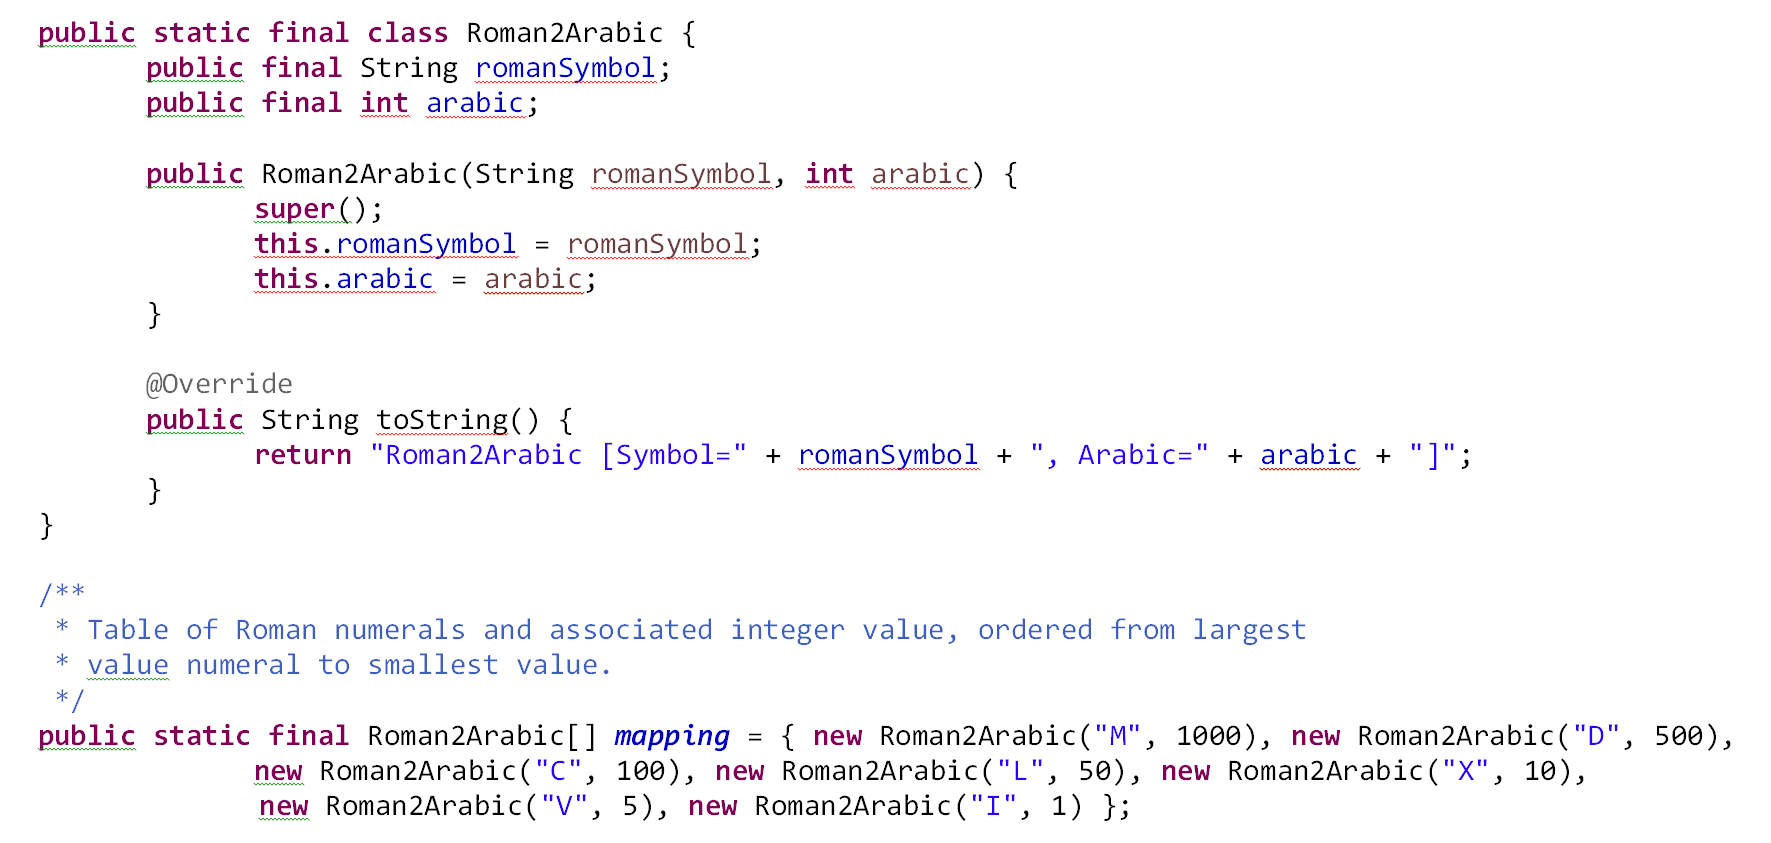 public static final class Roman2Arabic {
public final String romanSymbol;
public final int arabic;
public Roman2Arabic(String romanSymbol, int arabic) {
super();
this.romanSymbol = romanSymbol;
this.arabic = arabic;
}
@Override
public String toString() {
return "Roman2Arabic [Symbol=" + romanSymbol + ", Arabic=" + arabic + "]";
}
}
/**
* Table of Roman numerals and associated integer value, ordered from largest
* value numeral to smallest value.
*/
public static final Roman2Arabic[] mapping = { new Roman2Arabic("M", 1000), new Roman2Arabic("D", 500),
new Roman2Arabic("C", 100), new Roman2Arabic("L", 50), new Roman2Arabic("X", 10),
new Roman2Arabic("V", 5), new Roman2Arabic("I", 1) };